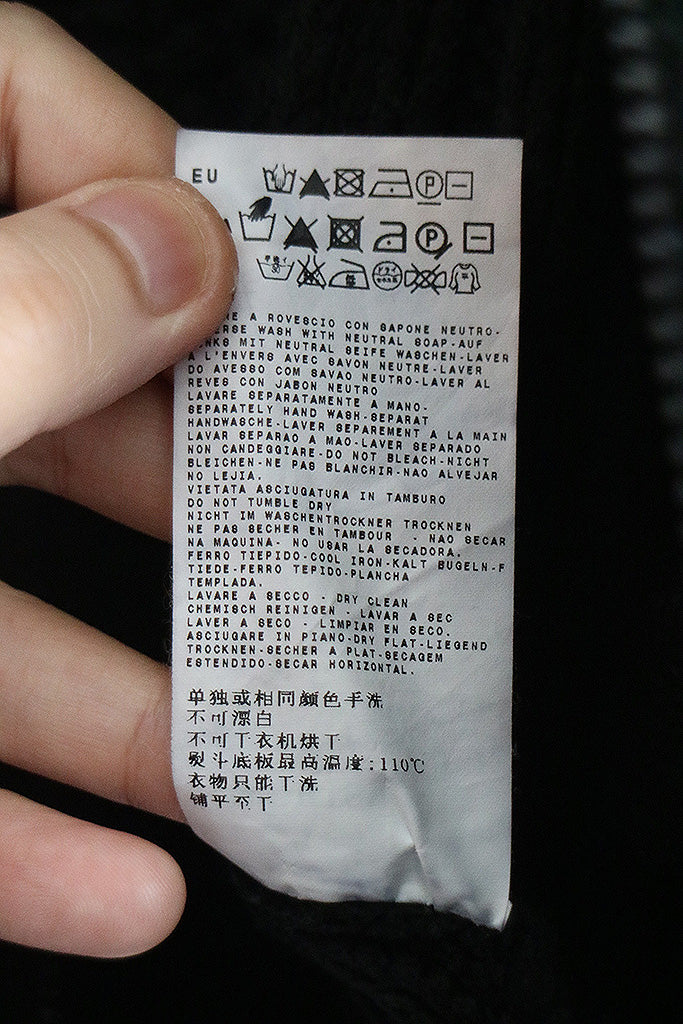 EU
P
P
手洗イ
30
ドライ
A ROVESCIO CON SAPONE NEUTRO-
WASH WITH NEUTRAL SOAP-AUF
MIT NEUTRAL SEIFE WASCHEN-LAVER
A L'ENVERS AVEC SAVON NEUTRE-LAVER
DO AVESSO COM SAVAO NEUTRO-LAVER AL
REVES CON JABON NEUTRO
LAVARE SEPARATAMENTE A MANO-
SEPARATELY HAND WASH-SEPARAT
HANDWASCHE-LAVER SEPAREMENT A LA MAIN
LAVAR SEPARAO A MAO-LAVER SEPARADO
NON CANDEGGIARE-DO NOT BLEACH-NICHT
BLEICHEN-NE PAS BLANCHIR-NAO ALVEJAR
NO LEJIA.
VIETATA ASCIUGATURA IN TAMBURO
DO NOT TUMBLE DRY
NICHT IM WASCHENTROCKNER TROCKNEN
NE PAS SECHER EN TAMBOUR - NAO SECAR
NA MAQUINA- NO USAR LA SECADORA.
FERRO TIEPIDO-COOL IRON-KALT BUGELN-F
TIEDE-FERRO TEPIDO-PLANCHA
TEMPLADA.
LAVARE A SECCO - DRY CLEAN
CHEMISCH REINIGEN - LAVAR A SEC
LAVER A SECO - LIMPIAR EN SECO.
ASCIUGARE IN PIANO-DRY FLAT-LIEGEND
TROCKNEN-SECHER A PLAT-SECAGEM
ESTENDIDO-SECAR HORIZONTAL.
单独或相同颜色手洗
不可漂白
不可干衣机烘干
熨斗底板最高温度:110℃
衣物只能干洗
铺平至干